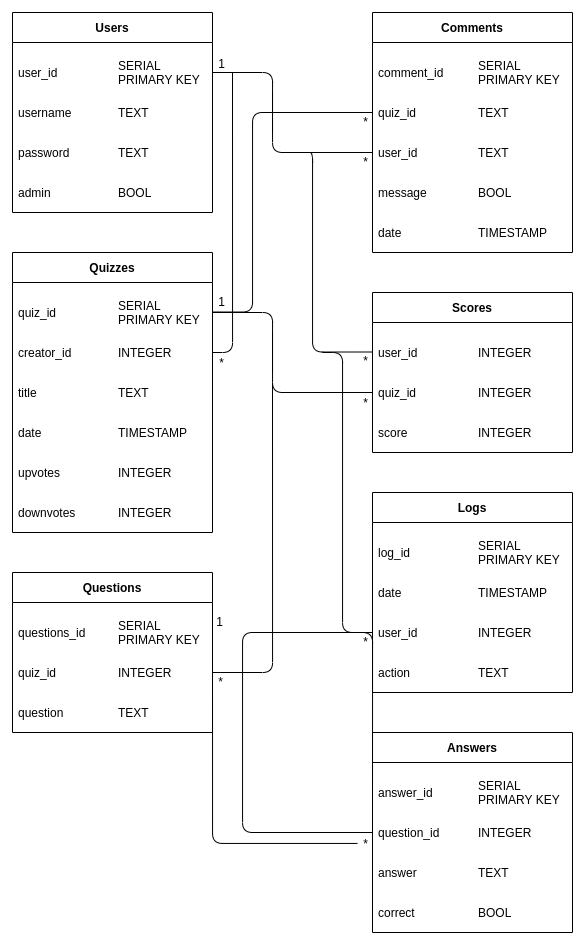 Users
user_id SERIAL
PRIMARY KEY
username TEXT
password TEXT
admin BOOL
1
Quizzes
quiz_id SERIAL
PRIMARY KEY
creator_id INTEGER
title TEXT
date TIMESTAMP
upvotes INTEGER
downvotes INTEGER
1
*
Questions
questions_id SERIAL
PRIMARY KEY
quiz_id INTEGER
question TEXT
1
*
Comments
comment_id SERIAL
PRIMARY KEY
quiz_id TEXT
user_id TEXT
message BOOL
date TIMESTAMP
*
*
Scores
user_id INTEGER
quiz_id INTEGER
score INTEGER
*
*
Logs
log_id SERIAL
PRIMARY KEY
date TIMESTAMP
user_id INTEGER
action TEXT
*
Answers
answer_id SERIAL
PRIMARY KEY
question_id INTEGER
answer TEXT
correct BOOL
*